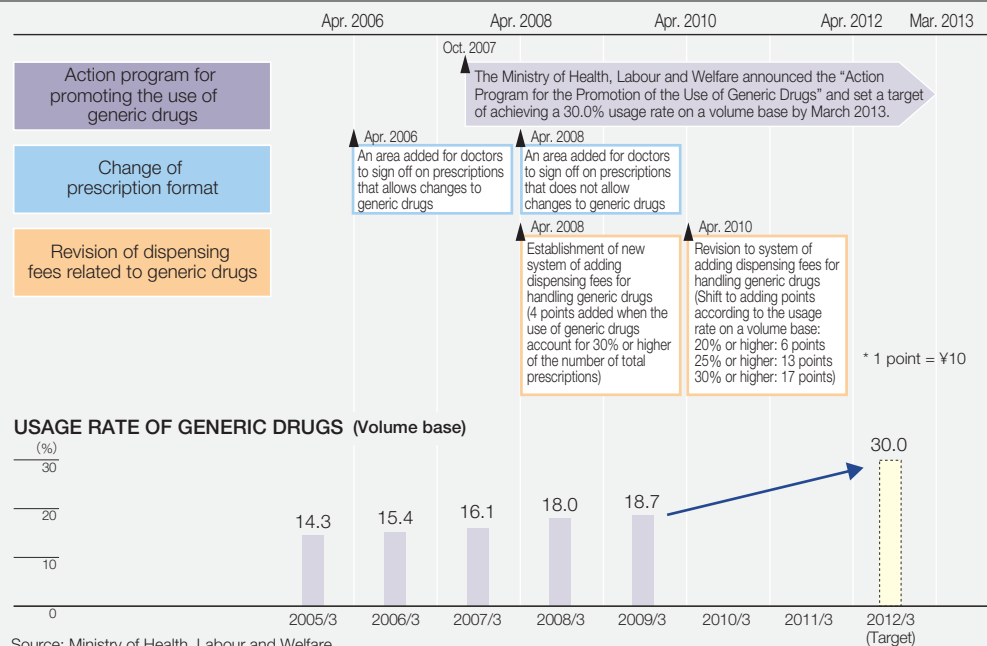 Apr. 2006 Apr. 2008 Apr. 2010 Apr. 2012 Mar. 2013
Oct. 2007
Action program for
promoting the use of
generic drugs
The Ministry of Health, Labour and Welfare announced the “Action
Program for the Promotion of the Use of Generic Drugs” and set a target
of achieving a 30.0% usage rate on a volume base by March 2013.
Change of
prescription format
Apr. 2006
An area added for doctors
to sign off on prescriptions
that allows changes to
generic drugs
Apr. 2008
An area added for doctors
to sign off on prescriptions
that does not allow
changes to generic drugs
Revision of dispensing
fees related to generic drugs
Apr. 2008
Establishment of new
system of adding
dispensing fees for
handling generic drugs
(4 points added when the
use of generic drugs
account for 30% or higher
of the number of total
prescriptions)
Apr. 2010
Revision to system of
adding dispensing fees for
handling generic drugs
(Shift to adding points
according to the usage
rate on a volume base:
20% or higher: 6 points
25% or higher: 13 points
30% or higher: 17 points)
* 1 point = ¥10
USAGE RATE OF GENERIC DRUGS (Volume base)
(%)
30
20
10
0
14.3 15.4 16.1 18.0 18.7 30.0
2005/3 2006/3 2007/3 2008/3 2009/3 2010/3 2011/3 2012/3
(Target)
Source: Ministry of Health, Labour and Welfare